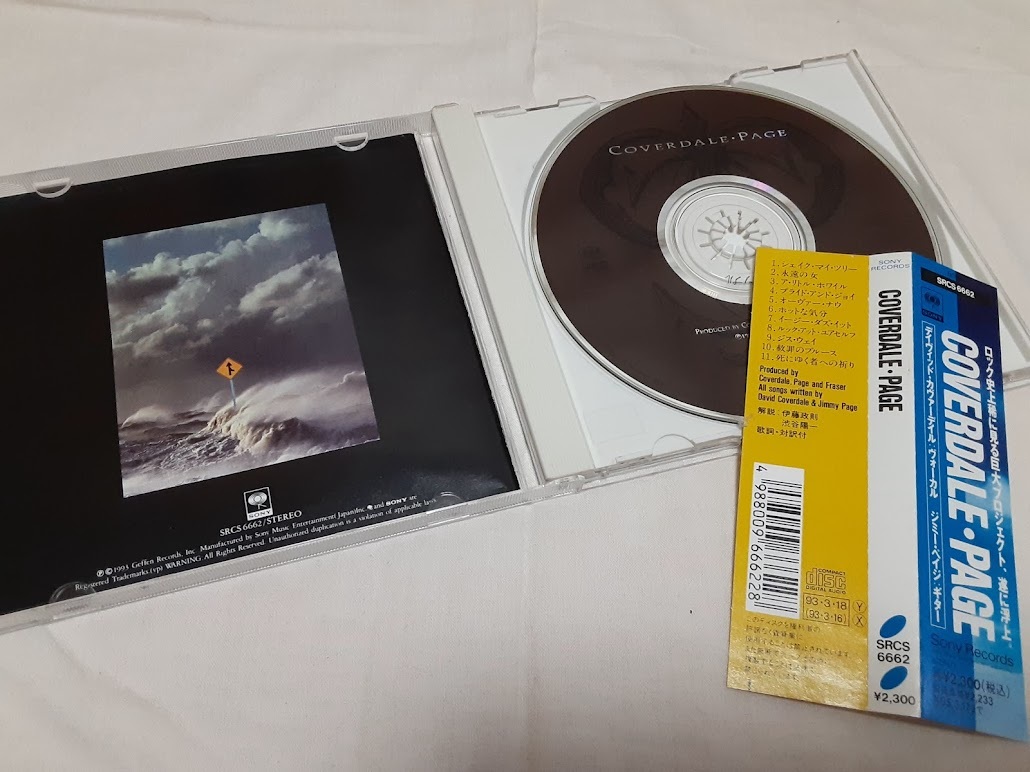 COVERDALE • PAGE
PRODUCED BY
SONY
SRCS 6662/STEREO
Ⓟ©1993 Geffen Records, Inc. Manufactured by Sony Music Entertainment(Japan)Inc. and SONY are
Registered Trademarks.(vp) WARNING: All Rights Reserved. Unauthorized duplication is a violation of applicable laws.
1. シェイク・マイ・ツリー
2. 永遠の女
3. ア・リトル・ホワイル
4. プライド・アンド・ジョイ
5. オーヴァー・ナウ
6. ホットな気分
7. イージー・ダズ・イット
8. ルック・アット・ユアセルフ
9. ジス・ウェイ
10. 救罪のブルース
11. 死にゆく者への祈り
Produced by
Coverdale, Page and Fraser
All songs written by
David Coverdale & Jimmy Page
解説：伊藤政則
渋谷陽一
歌詞・対訳付
4 988009 666228
COMPACT
disc
DIGITAL AUDIO
93・3・18 Ⓨ
(93・3・16) Ⓧ
SONY RECORDS
COVERDALE・PAGE
SRCS
6662
¥2,300
SRCS 6662
ロック史上稀に見る巨大プロジェクト、遂に浮上。
COVERDALE・PAGE
デイヴィッド・カヴァーデイル：ヴォーカル ジミー・ペイジ：ギター
Sony Records
¥2,300(税込)